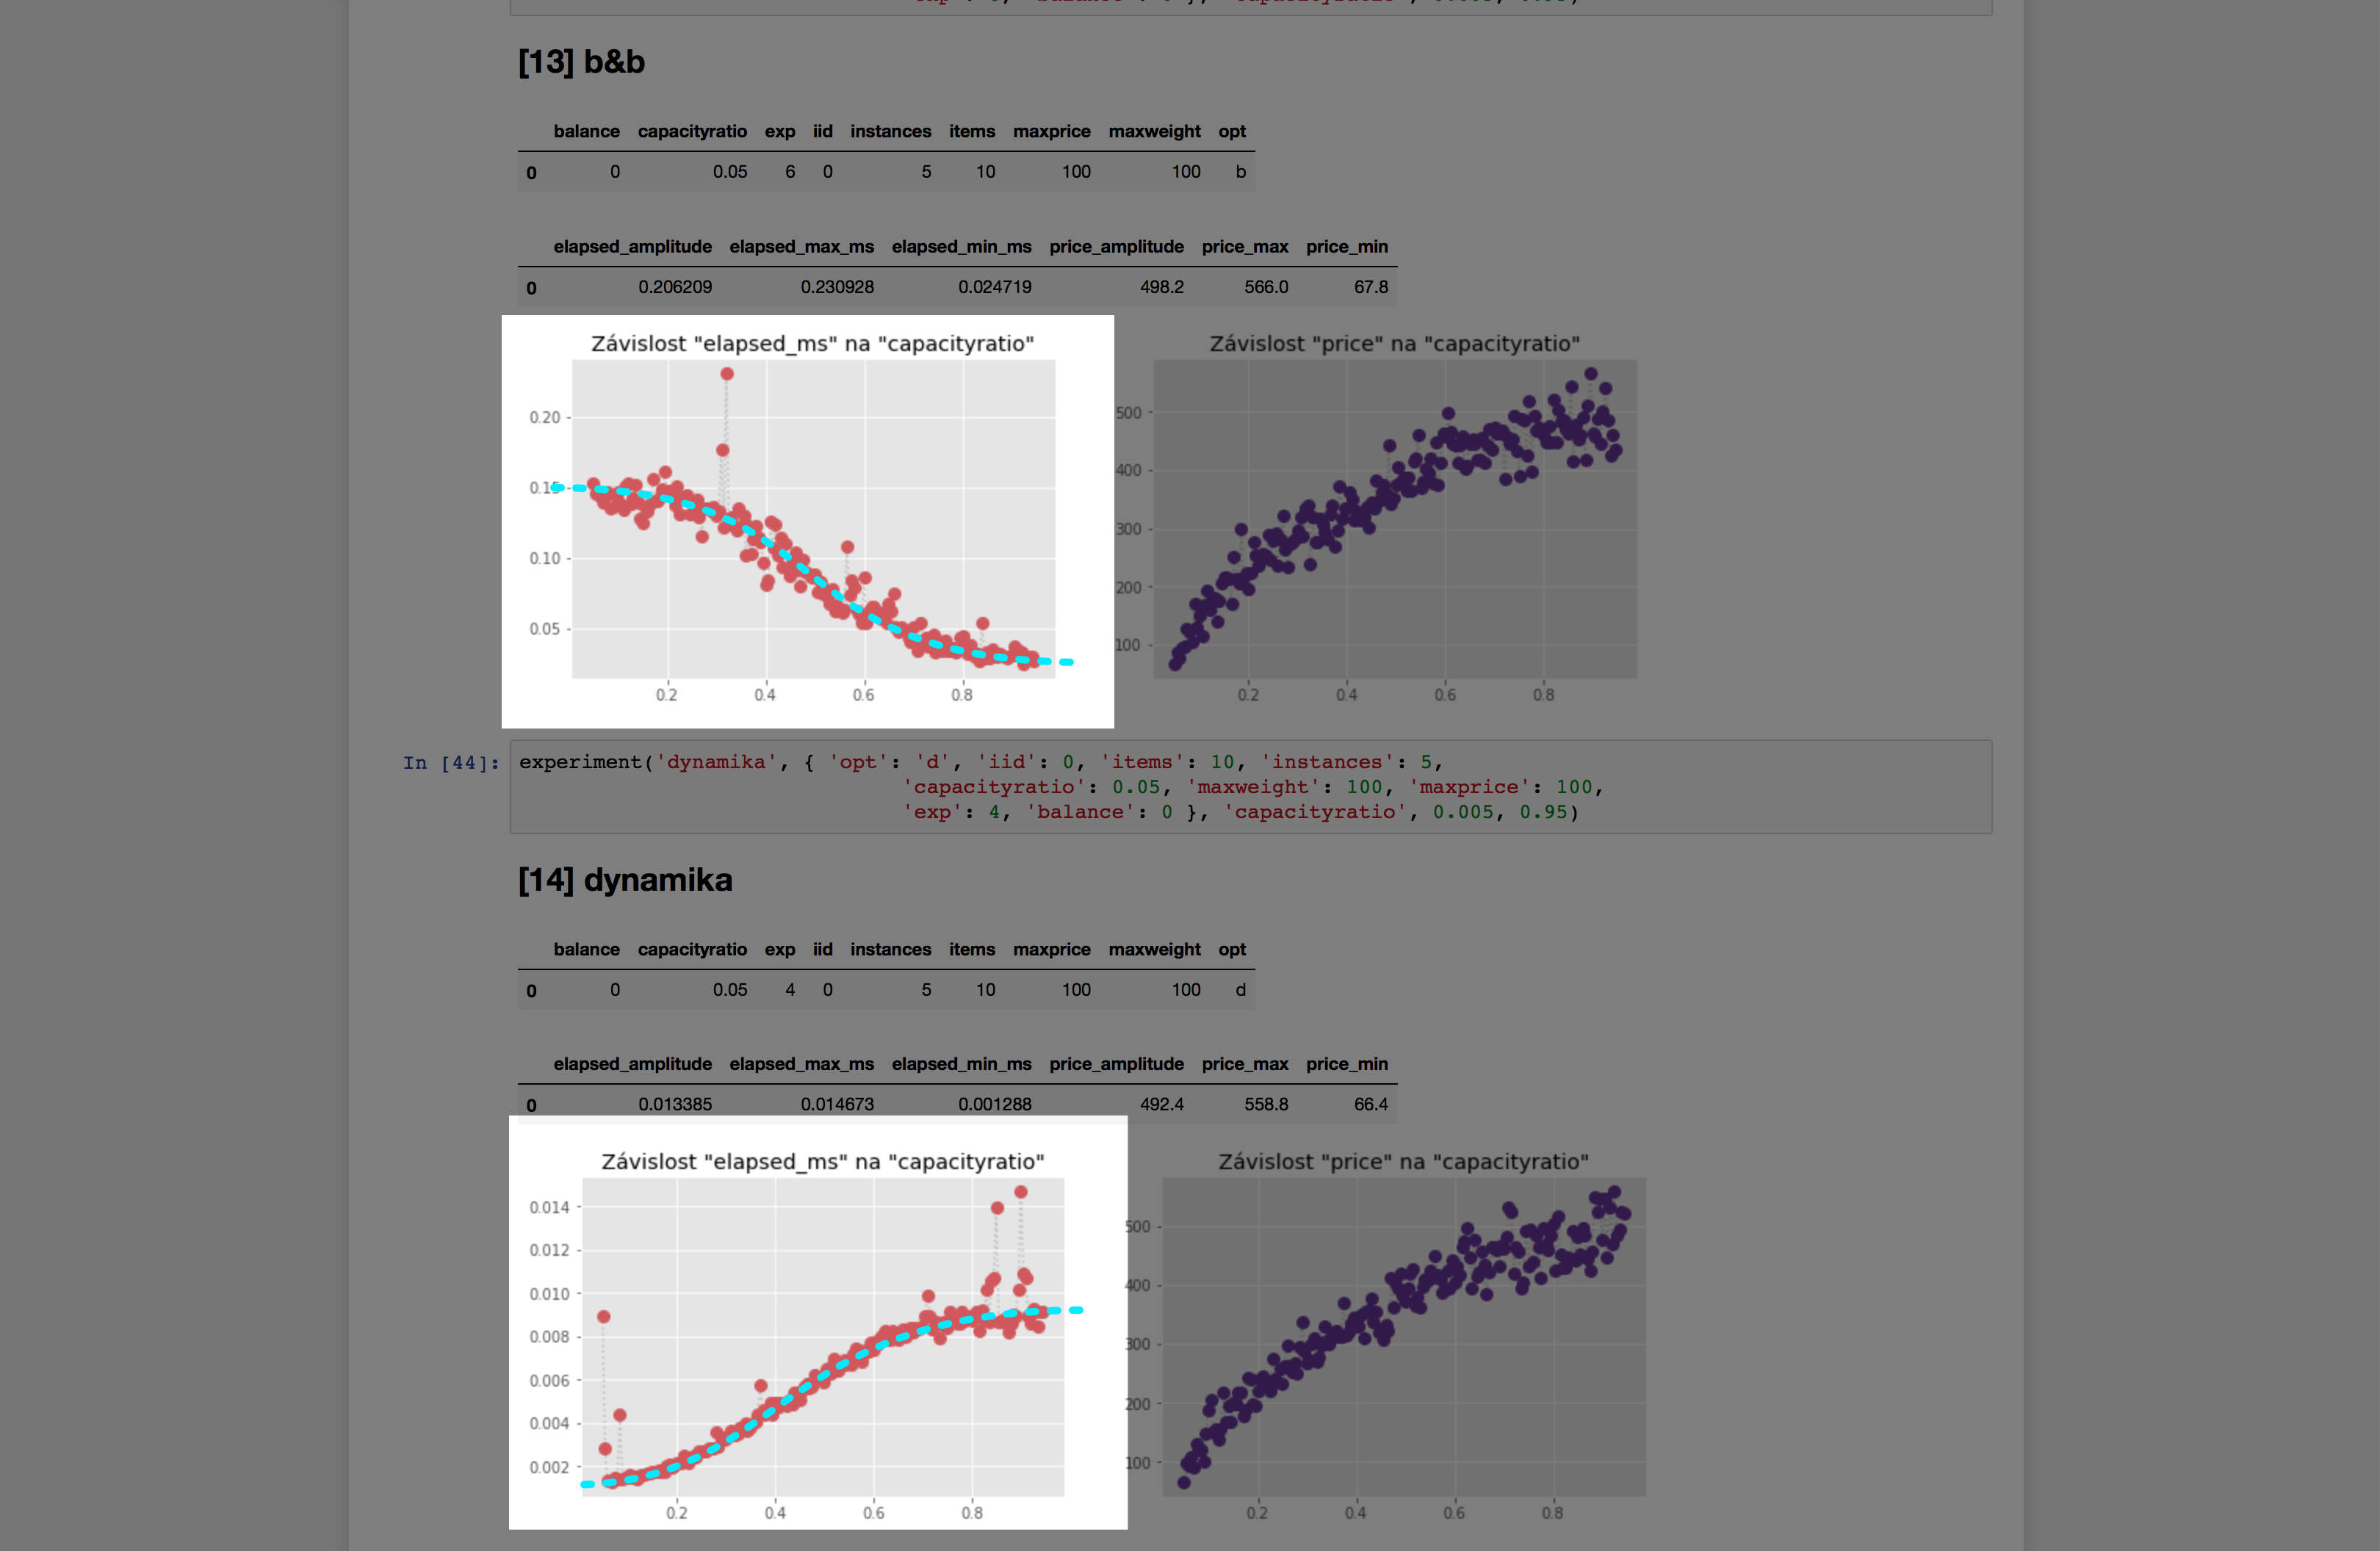 [13] b&b
balance capacityratio exp iid instances items maxprice maxweight opt
0 0 0.05 6 0 5 10 100 100 b
elapsed_amplitude elapsed_max_ms elapsed_min_ms price_amplitude price_max price_min
0 0.206209 0.230928 0.024719 498.2 566.0 67.8
Závislost "elapsed_ms" na "capacityratio"
0.20
0.15
0.10
0.05
0.2 0.4 0.6 0.8
Závislost "price" na "capacityratio"
500
400
300
200
100
0.2 0.4 0.6 0.8
In [44]: experiment('dynamika', { 'opt': 'd', 'iid': 0, 'items': 10, 'instances': 5,
'capacityratio': 0.05, 'maxweight': 100, 'maxprice': 100,
'exp': 4, 'balance': 0 }, 'capacityratio', 0.005, 0.95)
[14] dynamika
balance capacityratio exp iid instances items maxprice maxweight opt
0 0 0.05 4 0 5 10 100 100 d
elapsed_amplitude elapsed_max_ms elapsed_min_ms price_amplitude price_max price_min
0 0.013385 0.014673 0.001288 492.4 558.8 66.4
Závislost "elapsed_ms" na "capacityratio"
0.014
0.012
0.010
0.008
0.006
0.004
0.002
0.2 0.4 0.6 0.8
Závislost "price" na "capacityratio"
500
400
300
200
100
0.2 0.4 0.6 0.8